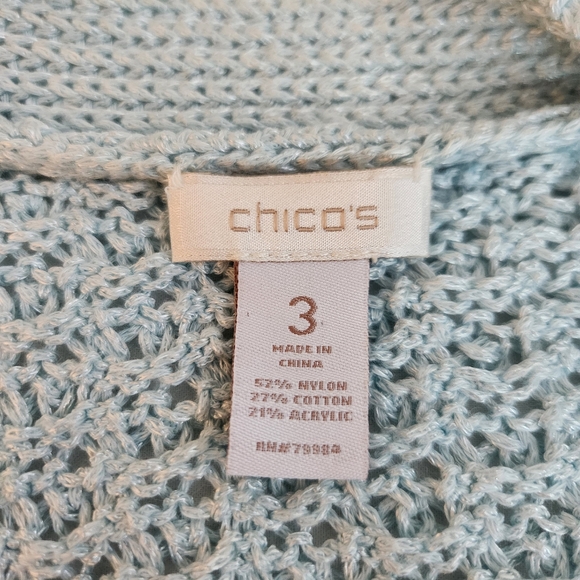 chico's
3
MADE IN
CHINA
52% NYLON
27% COTTON
21% ACRYLIC
RN#79984